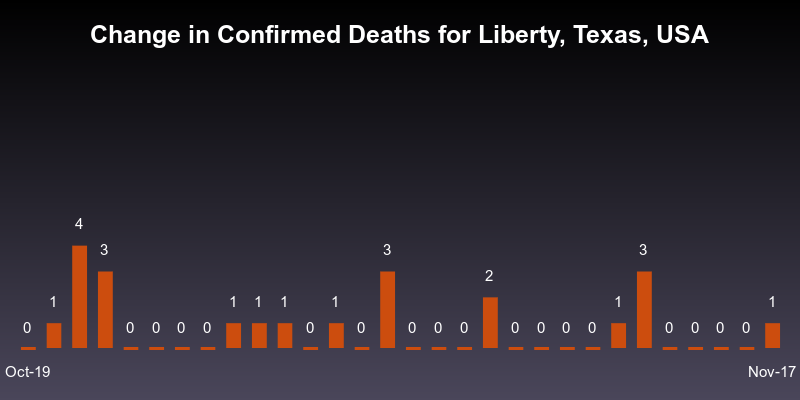 Change in Confirmed Deaths for Liberty, Texas, USA
0 1 4 3 0 0 0 0 1 1 1 0 1 0 3 0 0 0 2 0 0 0 0 1 3 0 0 0 0 1
Oct-19 Nov-17